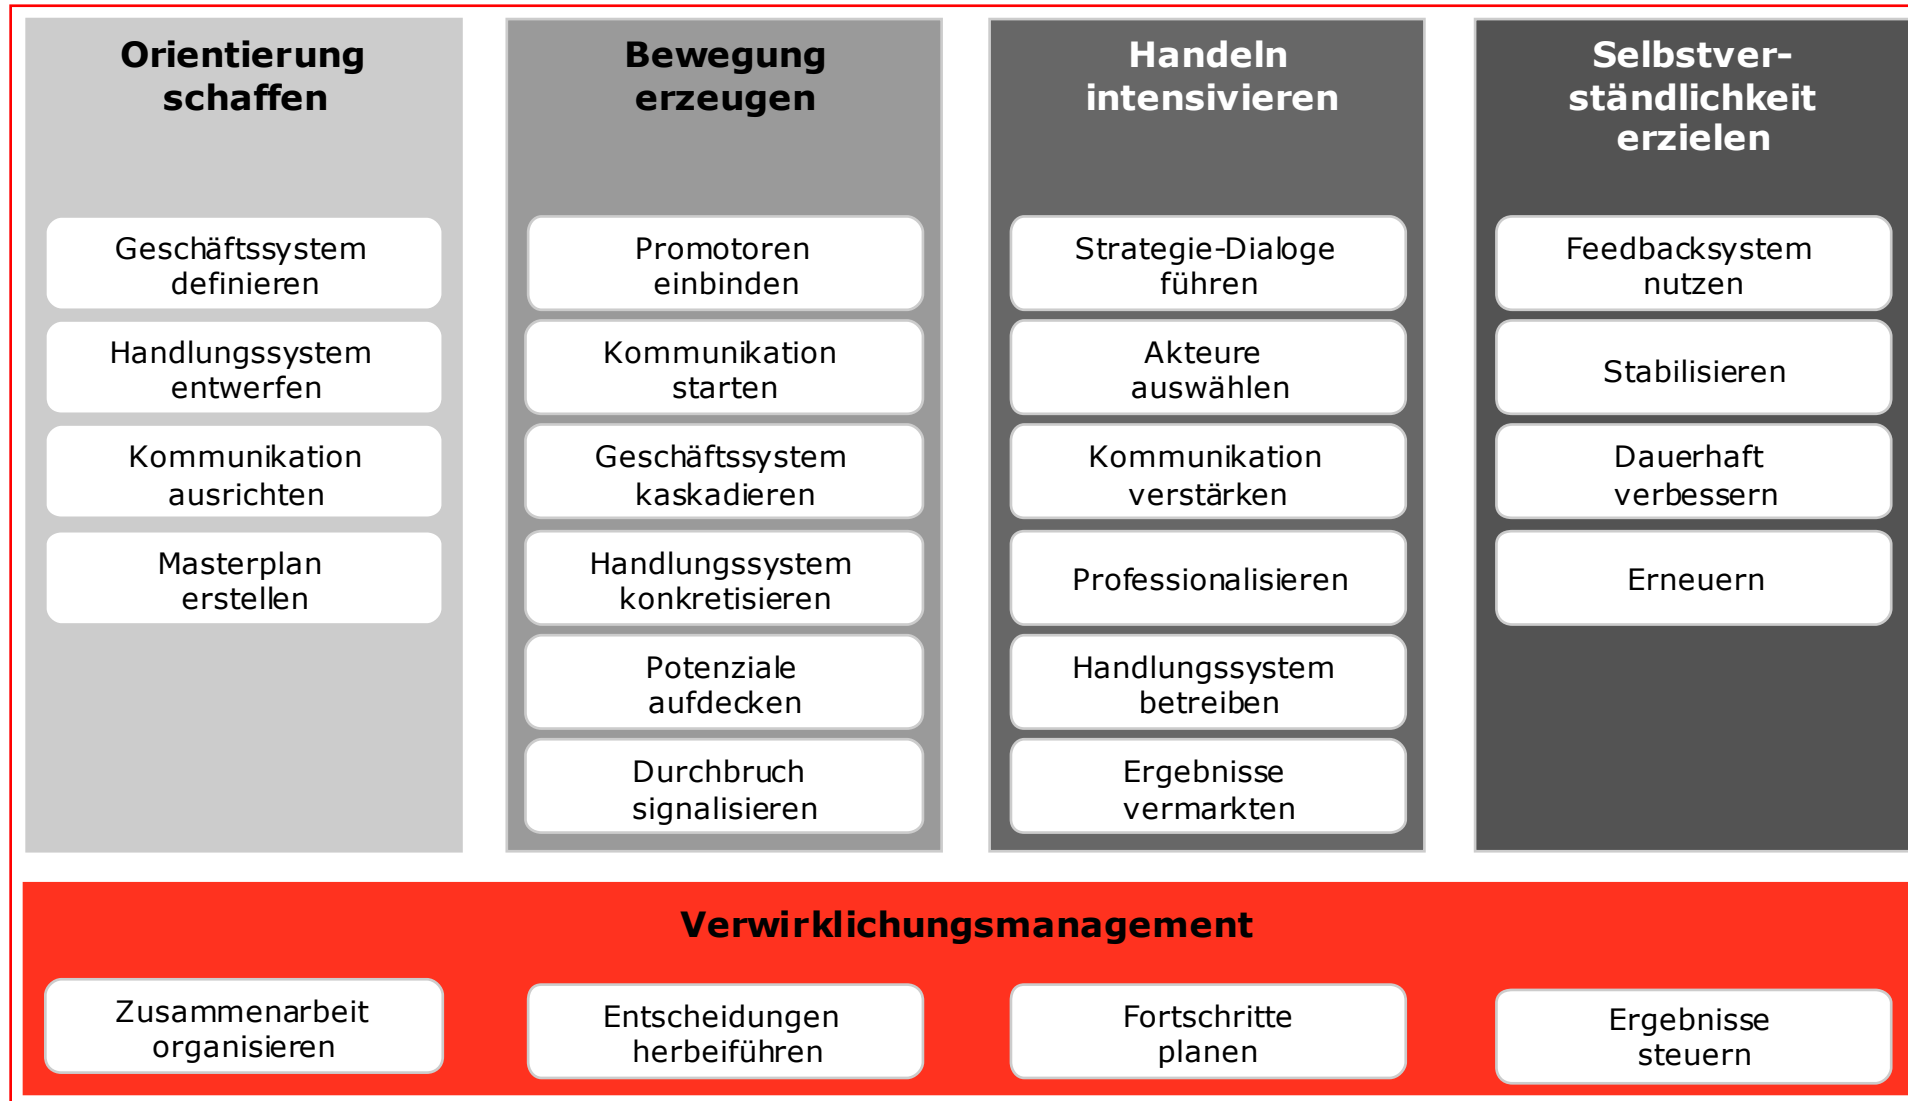 Orientierung
schaffen
Geschäftssystem
definieren
Handlungssystem
entwerfen
Kommunikation
ausrichten
Masterplan
erstellen
Bewegung
erzeugen
Promotoren
einbinden
Kommunikation
starten
Geschäftssystem
kaskadieren
Handlungssystem
konkretisieren
Potenziale
aufdecken
Durchbruch
signalisieren
Handeln
intensivieren
Strategie-Dialoge
führen
Akteure
auswählen
Kommunikation
verstärken
Professionalisieren
Handlungssystem
betreiben
Ergebnisse
vermarkten
Selbstver-
ständlichkeit
erzielen
Feedbacksystem
nutzen
Stabilisieren
Dauerhaft
verbessern
Erneuern
Verwirklichungsmanagement
Zusammenarbeit
organisieren
Entscheidungen
herbeiführen
Fortschritte
planen
Ergebnisse
steuern